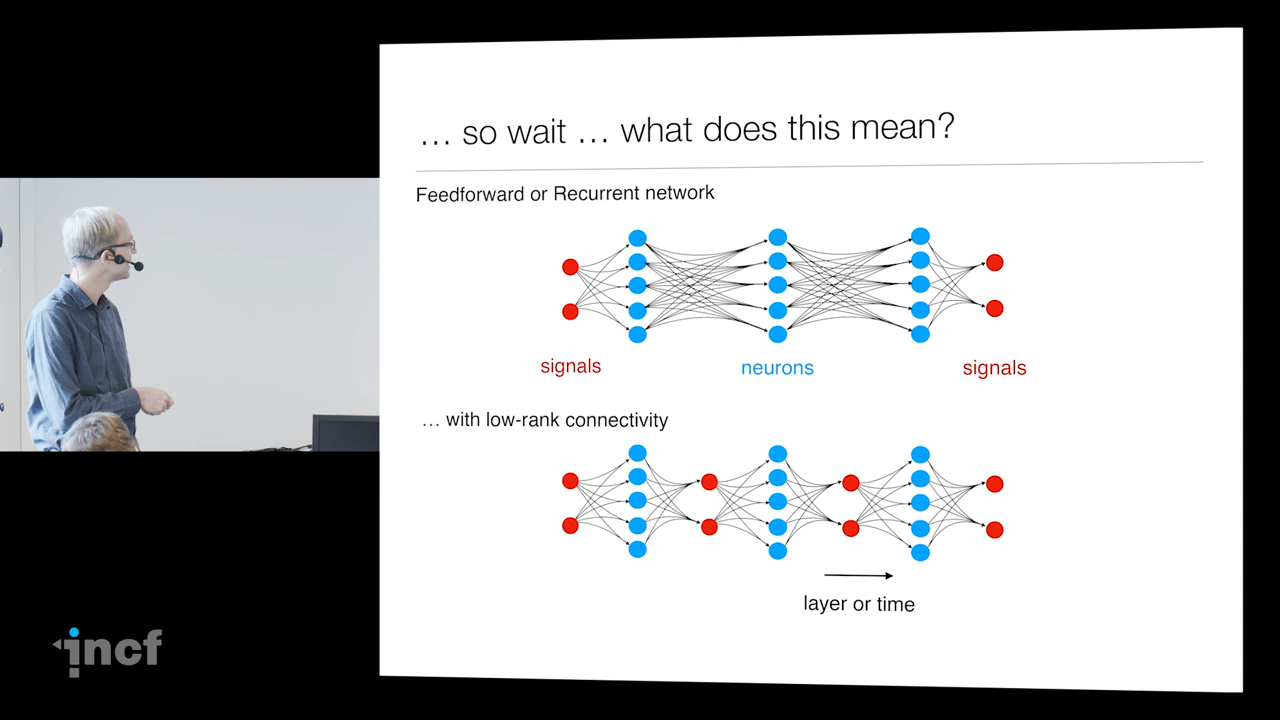 … so wait … what does this mean?
Feedforward or Recurrent network
signals
neurons
signals
… with low-rank connectivity
layer or time
incf